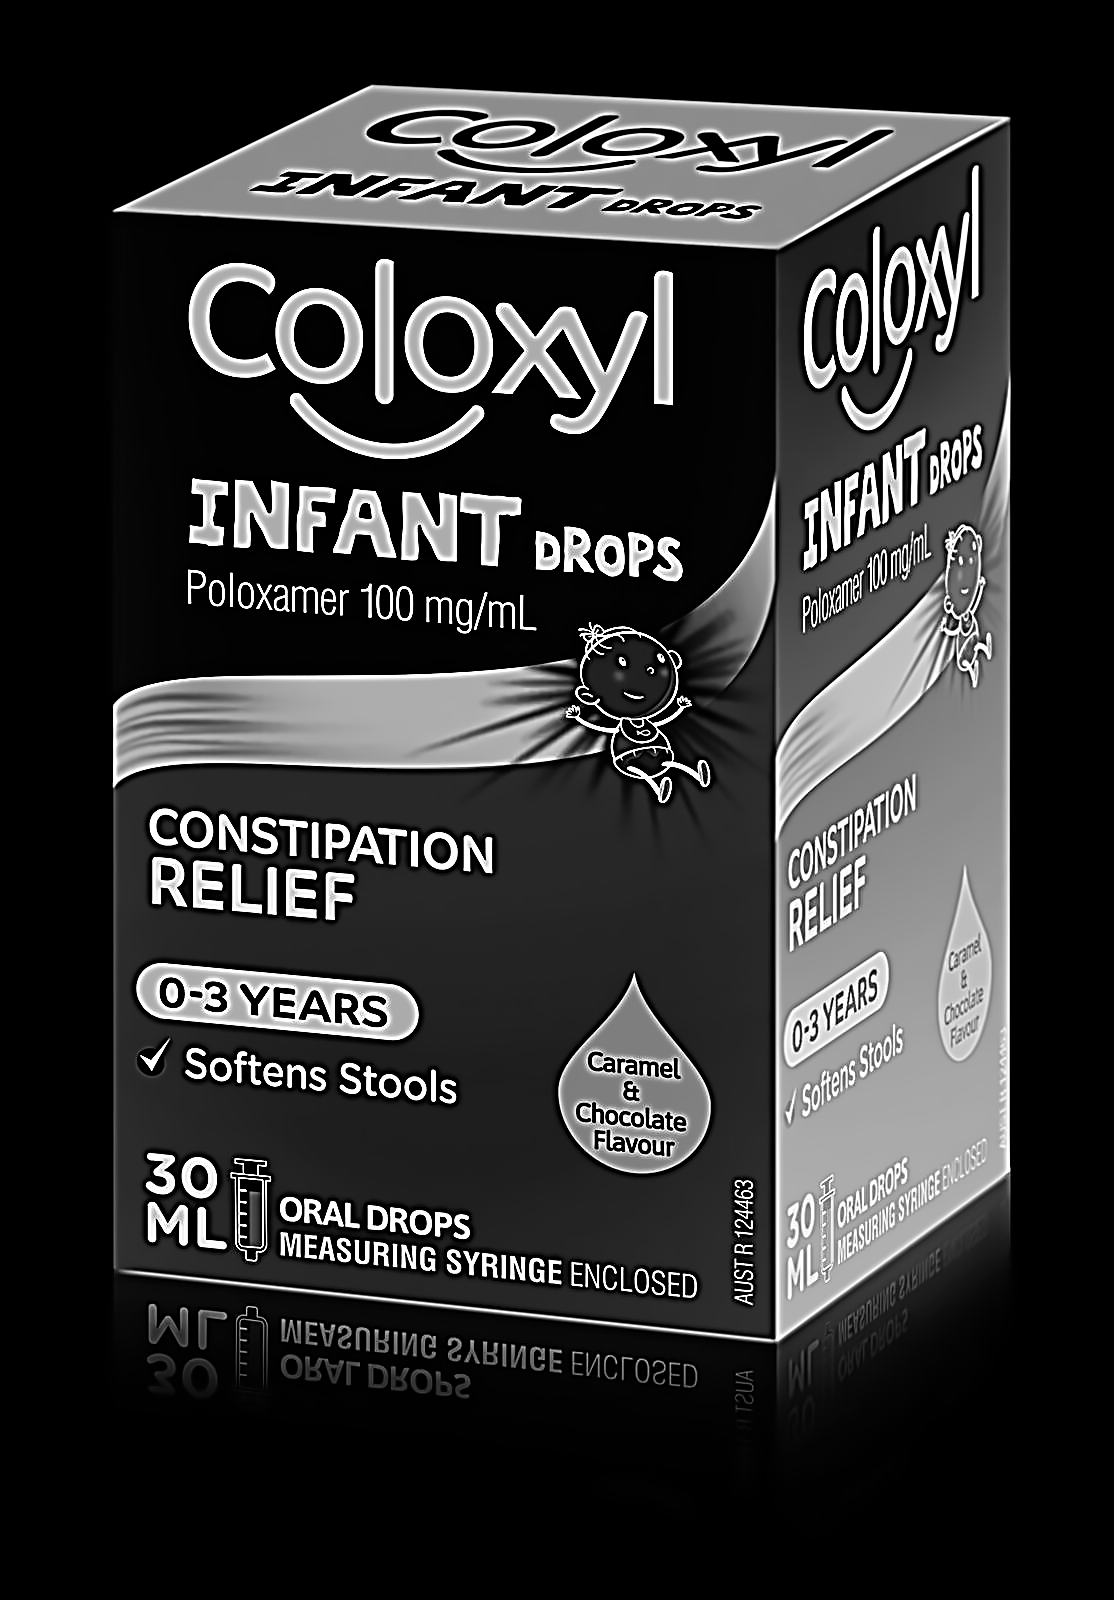 Coloxyl
INFANT DROPS
Coloxyl
INFANT DROPS
Poloxamer 100 mg/mL
CONSTIPATION
RELIEF
0-3 YEARS
Softens Stools
Caramel
&
Chocolate
Flavour
30
ML
ORAL DROPS
MEASURING SYRINGE ENCLOSED
AUST R 124463
Coloxyl
INFANT DROPS
Poloxamer 100 mg/mL
CONSTIPATION
RELIEF
0-3 YEARS
Softens Stools
Caramel
&
Chocolate
Flavour
30
ML
ORAL DROPS
MEASURING SYRINGE ENCLOSED
AUST R 124463